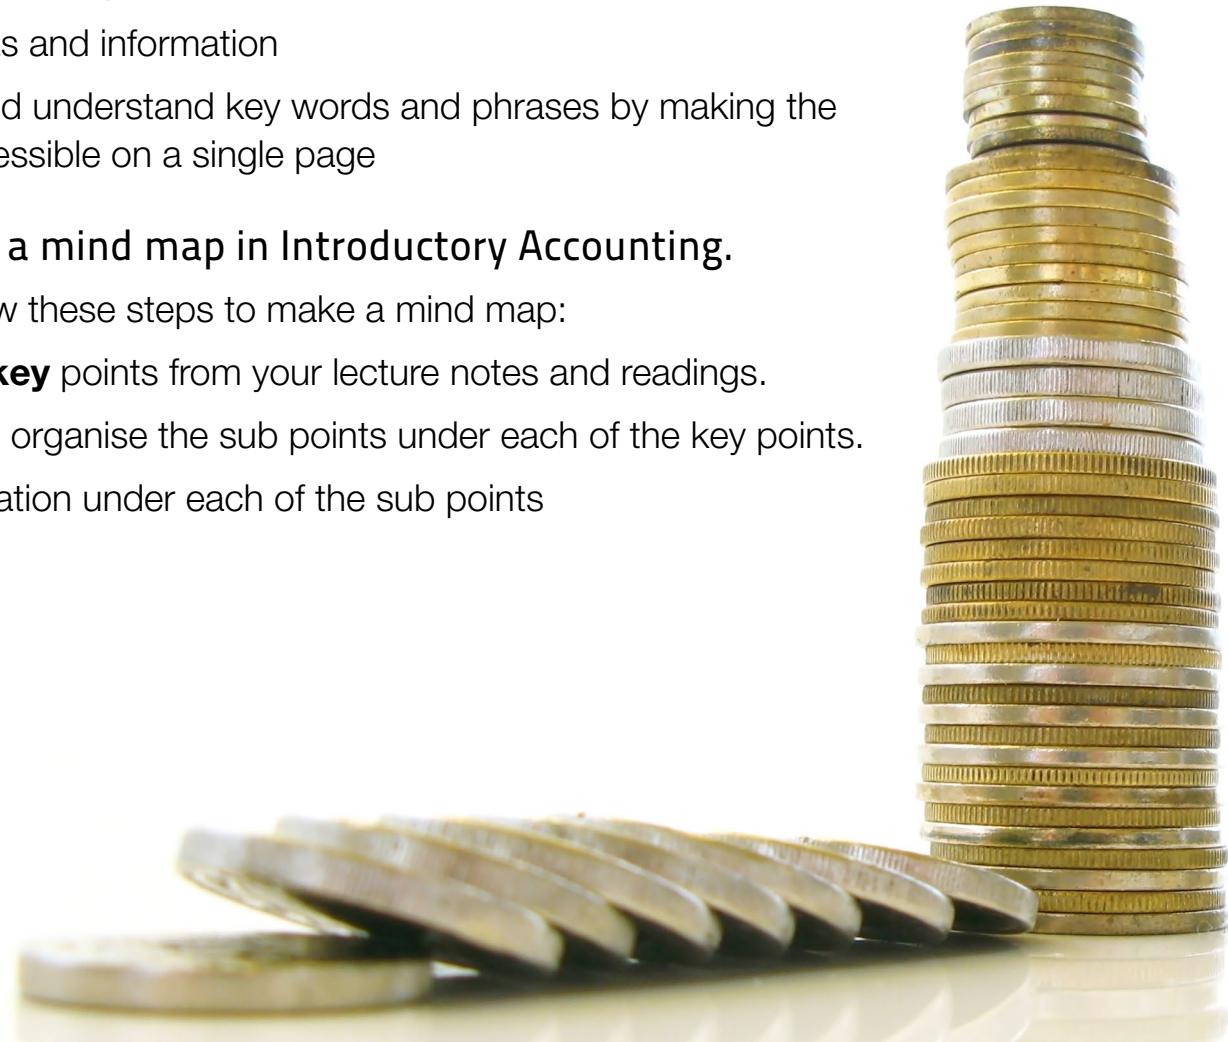 s and information
d understand key words and phrases by making the
essible on a single page
a mind map in Introductory Accounting.
w these steps to make a mind map:
key points from your lecture notes and readings.
organise the sub points under each of the key points.
ation under each of the sub points